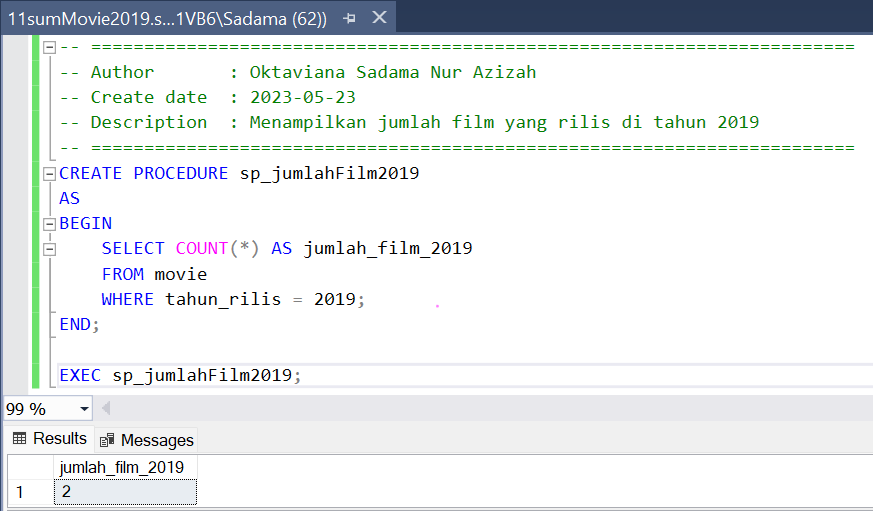 11sumMovie2019.s...1VB6\Sadama (62))
-- ========================================================================
-- Author       : Oktaviana Sadama Nur Azizah
-- Create date  : 2023-05-23
-- Description  : Menampilkan jumlah film yang rilis di tahun 2019
-- ========================================================================
CREATE PROCEDURE sp_jumlahFilm2019
AS
BEGIN
    SELECT COUNT(*) AS jumlah_film_2019
    FROM movie
    WHERE tahun_rilis = 2019;
END;
EXEC sp_jumlahFilm2019;
99 %
Results Messages
jumlah_film_2019
1 2